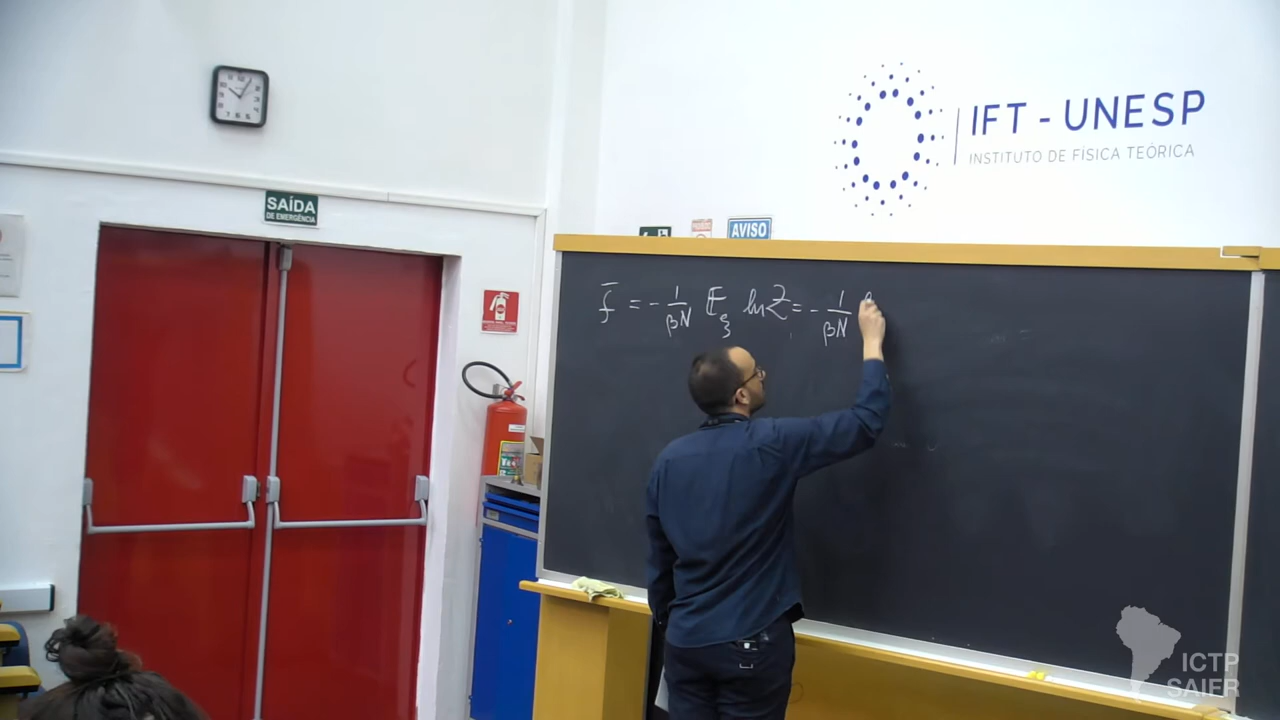 IFT - UNESP
INSTITUTO DE FÍSICA TEÓRICA
SAÍDA
DE EMERGÊNCIA
AVISO
f̄ = - 1/βN 𝔼_ξ ln Z = - 1/βN
ICTP
SAIFR